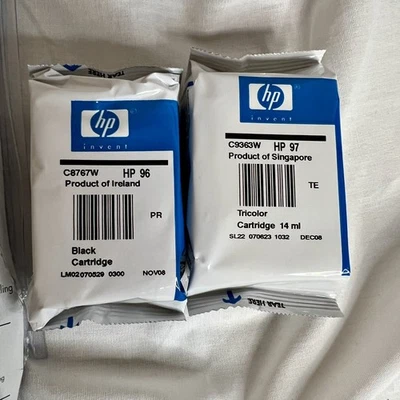 TEAR HERE
hp
invent
C8767W HP 96
Product of Ireland
PR
Black
Cartridge
LM02070529 0300 NOV08
hp
invent
C9363W HP 97
Product of Singapore
TE
Tricolor
Cartridge 14 ml
SL22 070623 1032 DEC08
TEAR HERE